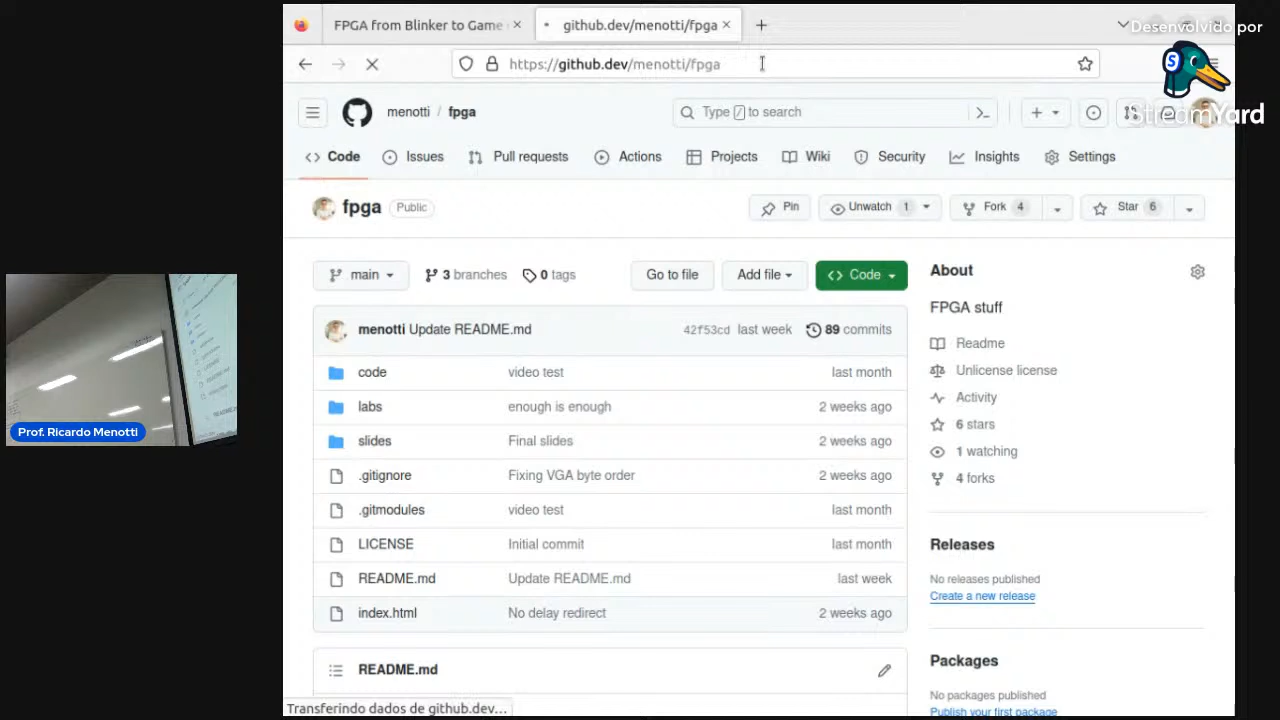 FPGA from Blinker to Game
github.dev/menotti/fpga
Desenvolvido por
StreamYard
https://github.dev/menotti/fpga
menotti / fpga
Type / to search
Code
Issues
Pull requests
Actions
Projects
Wiki
Security
Insights
Settings
fpga Public
Pin
Unwatch 1
Fork 4
Star 6
main
3 branches
0 tags
Go to file
Add file
Code
menotti Update README.md 42f53cd last week 89 commits
code video test last month
labs enough is enough 2 weeks ago
slides Final slides 2 weeks ago
.gitignore Fixing VGA byte order 2 weeks ago
.gitmodules video test last month
LICENSE Initial commit last month
README.md Update README.md last week
index.html No delay redirect 2 weeks ago
README.md
About
FPGA stuff
Readme
Unlicense license
Activity
6 stars
1 watching
4 forks
Releases
No releases published
Create a new release
Packages
No packages published
Publish your first package
Transferindo dados de github.dev...
Prof. Ricardo Menotti